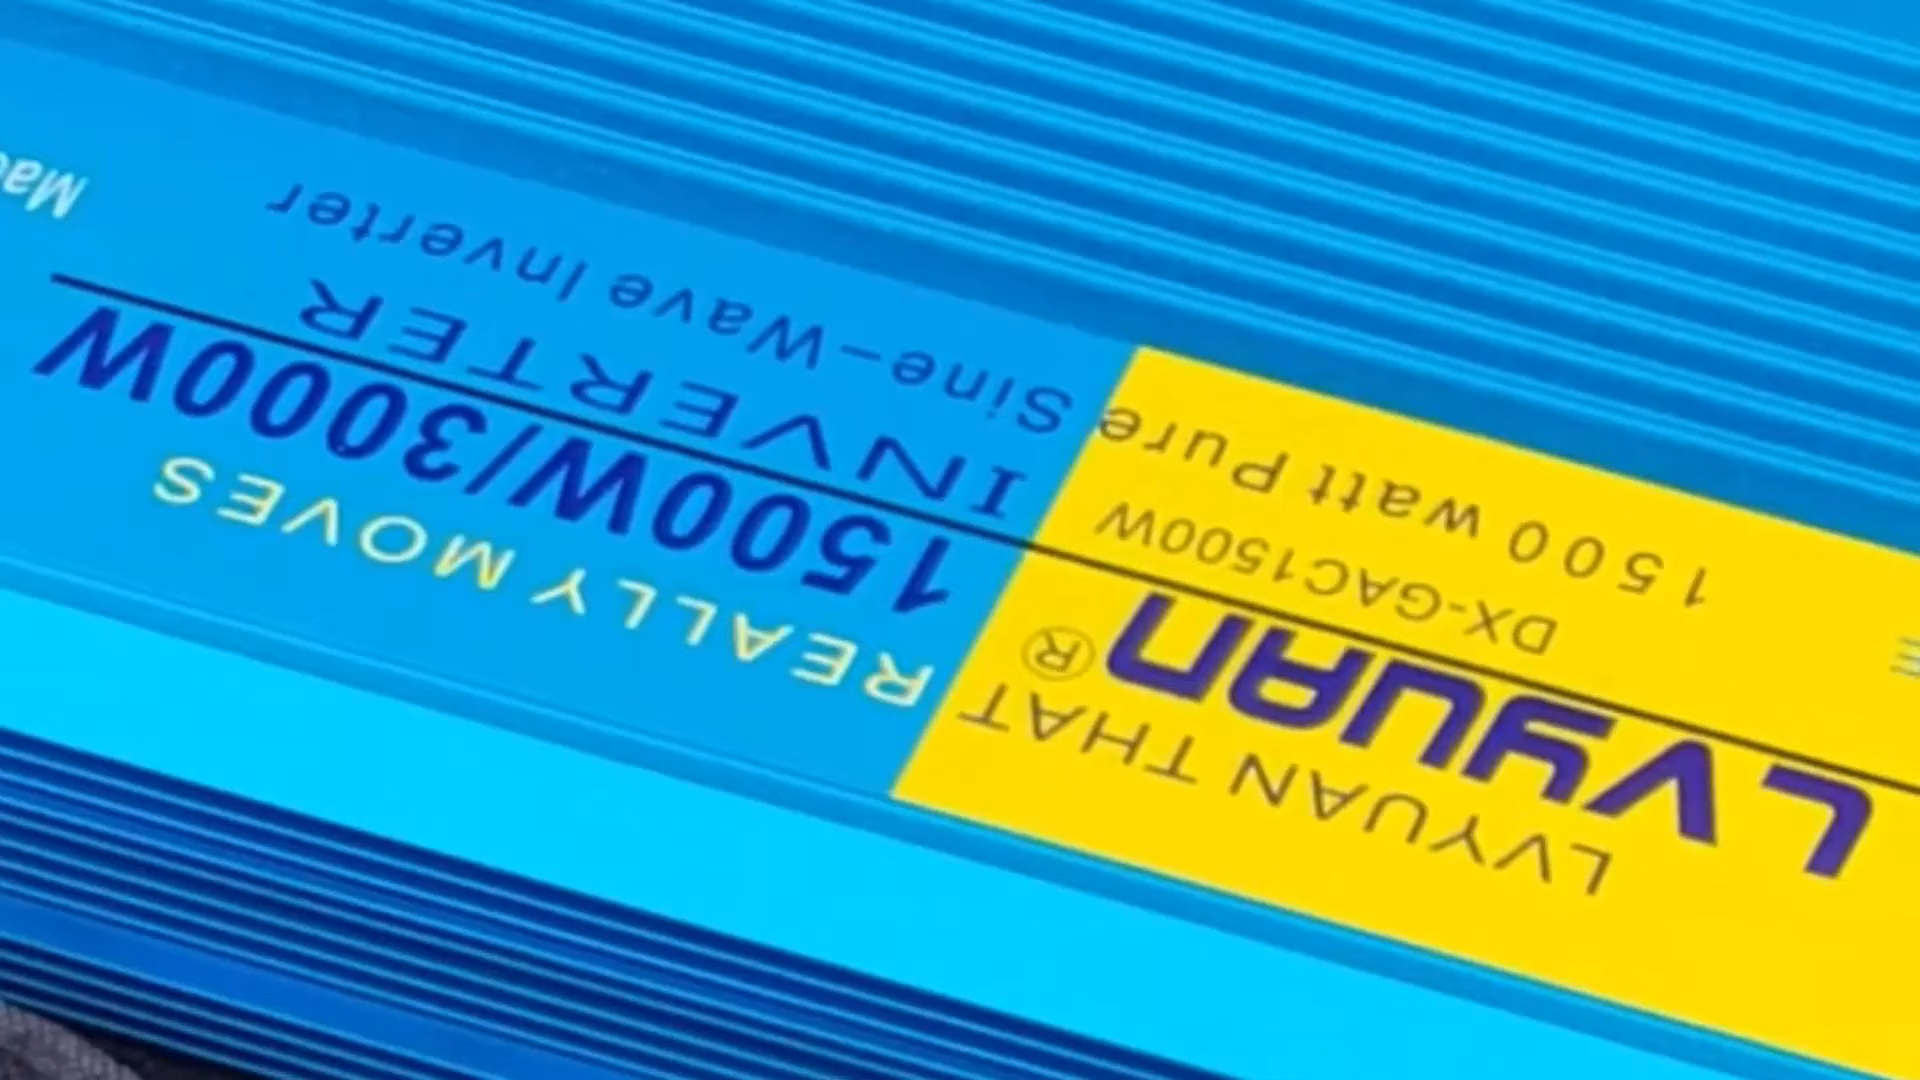 LVYUAN THAT REALLY MOVES
LVYUAN® 1500W/3000W
DX-GAC1500W INVERTER
1500 watt Pure Sine-Wave Inverter